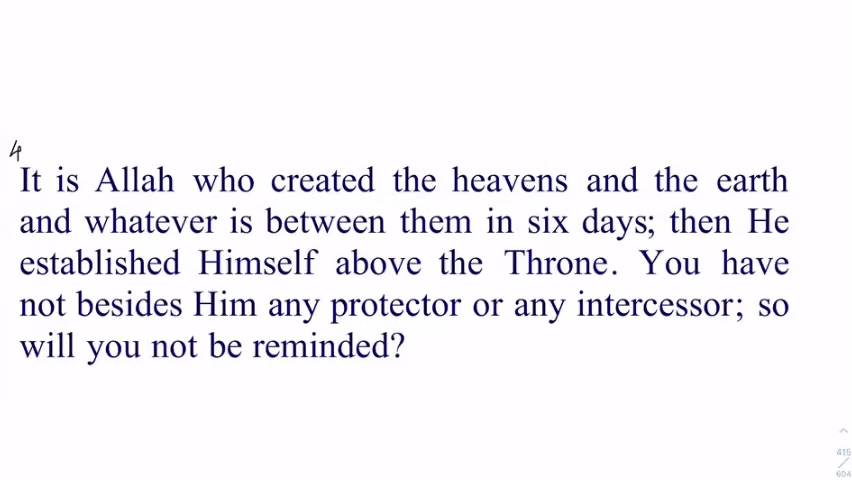 4
It is Allah who created the heavens and the earth
and whatever is between them in six days; then He
established Himself above the Throne. You have
not besides Him any protector or any intercessor; so
will you not be reminded?
415
/
604